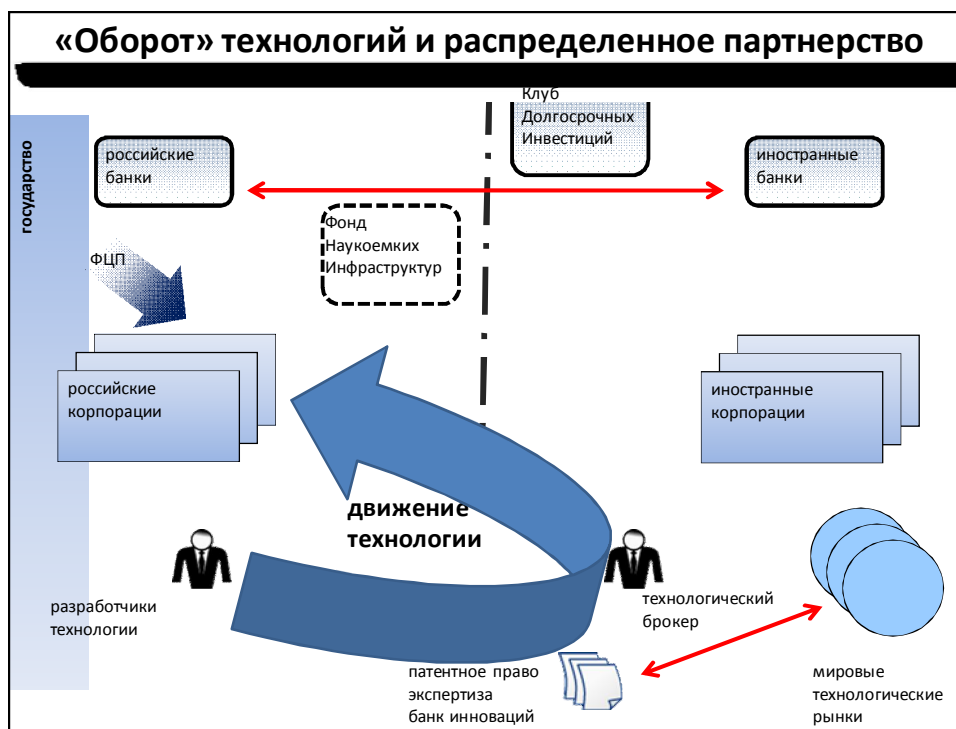 «Оборот» технологий и распределенное партнерство
государство
Клуб
Долгосрочных
Инвестиций
российские
банки
иностранные
банки
Фонд
Наукоемких
Инфраструктур
ФЦП
российские
корпорации
иностранные
корпорации
движение
технологии
разработчики
технологии
технологический
брокер
патентное право
экспертиза
банк инноваций
мировые
технологические
рынки